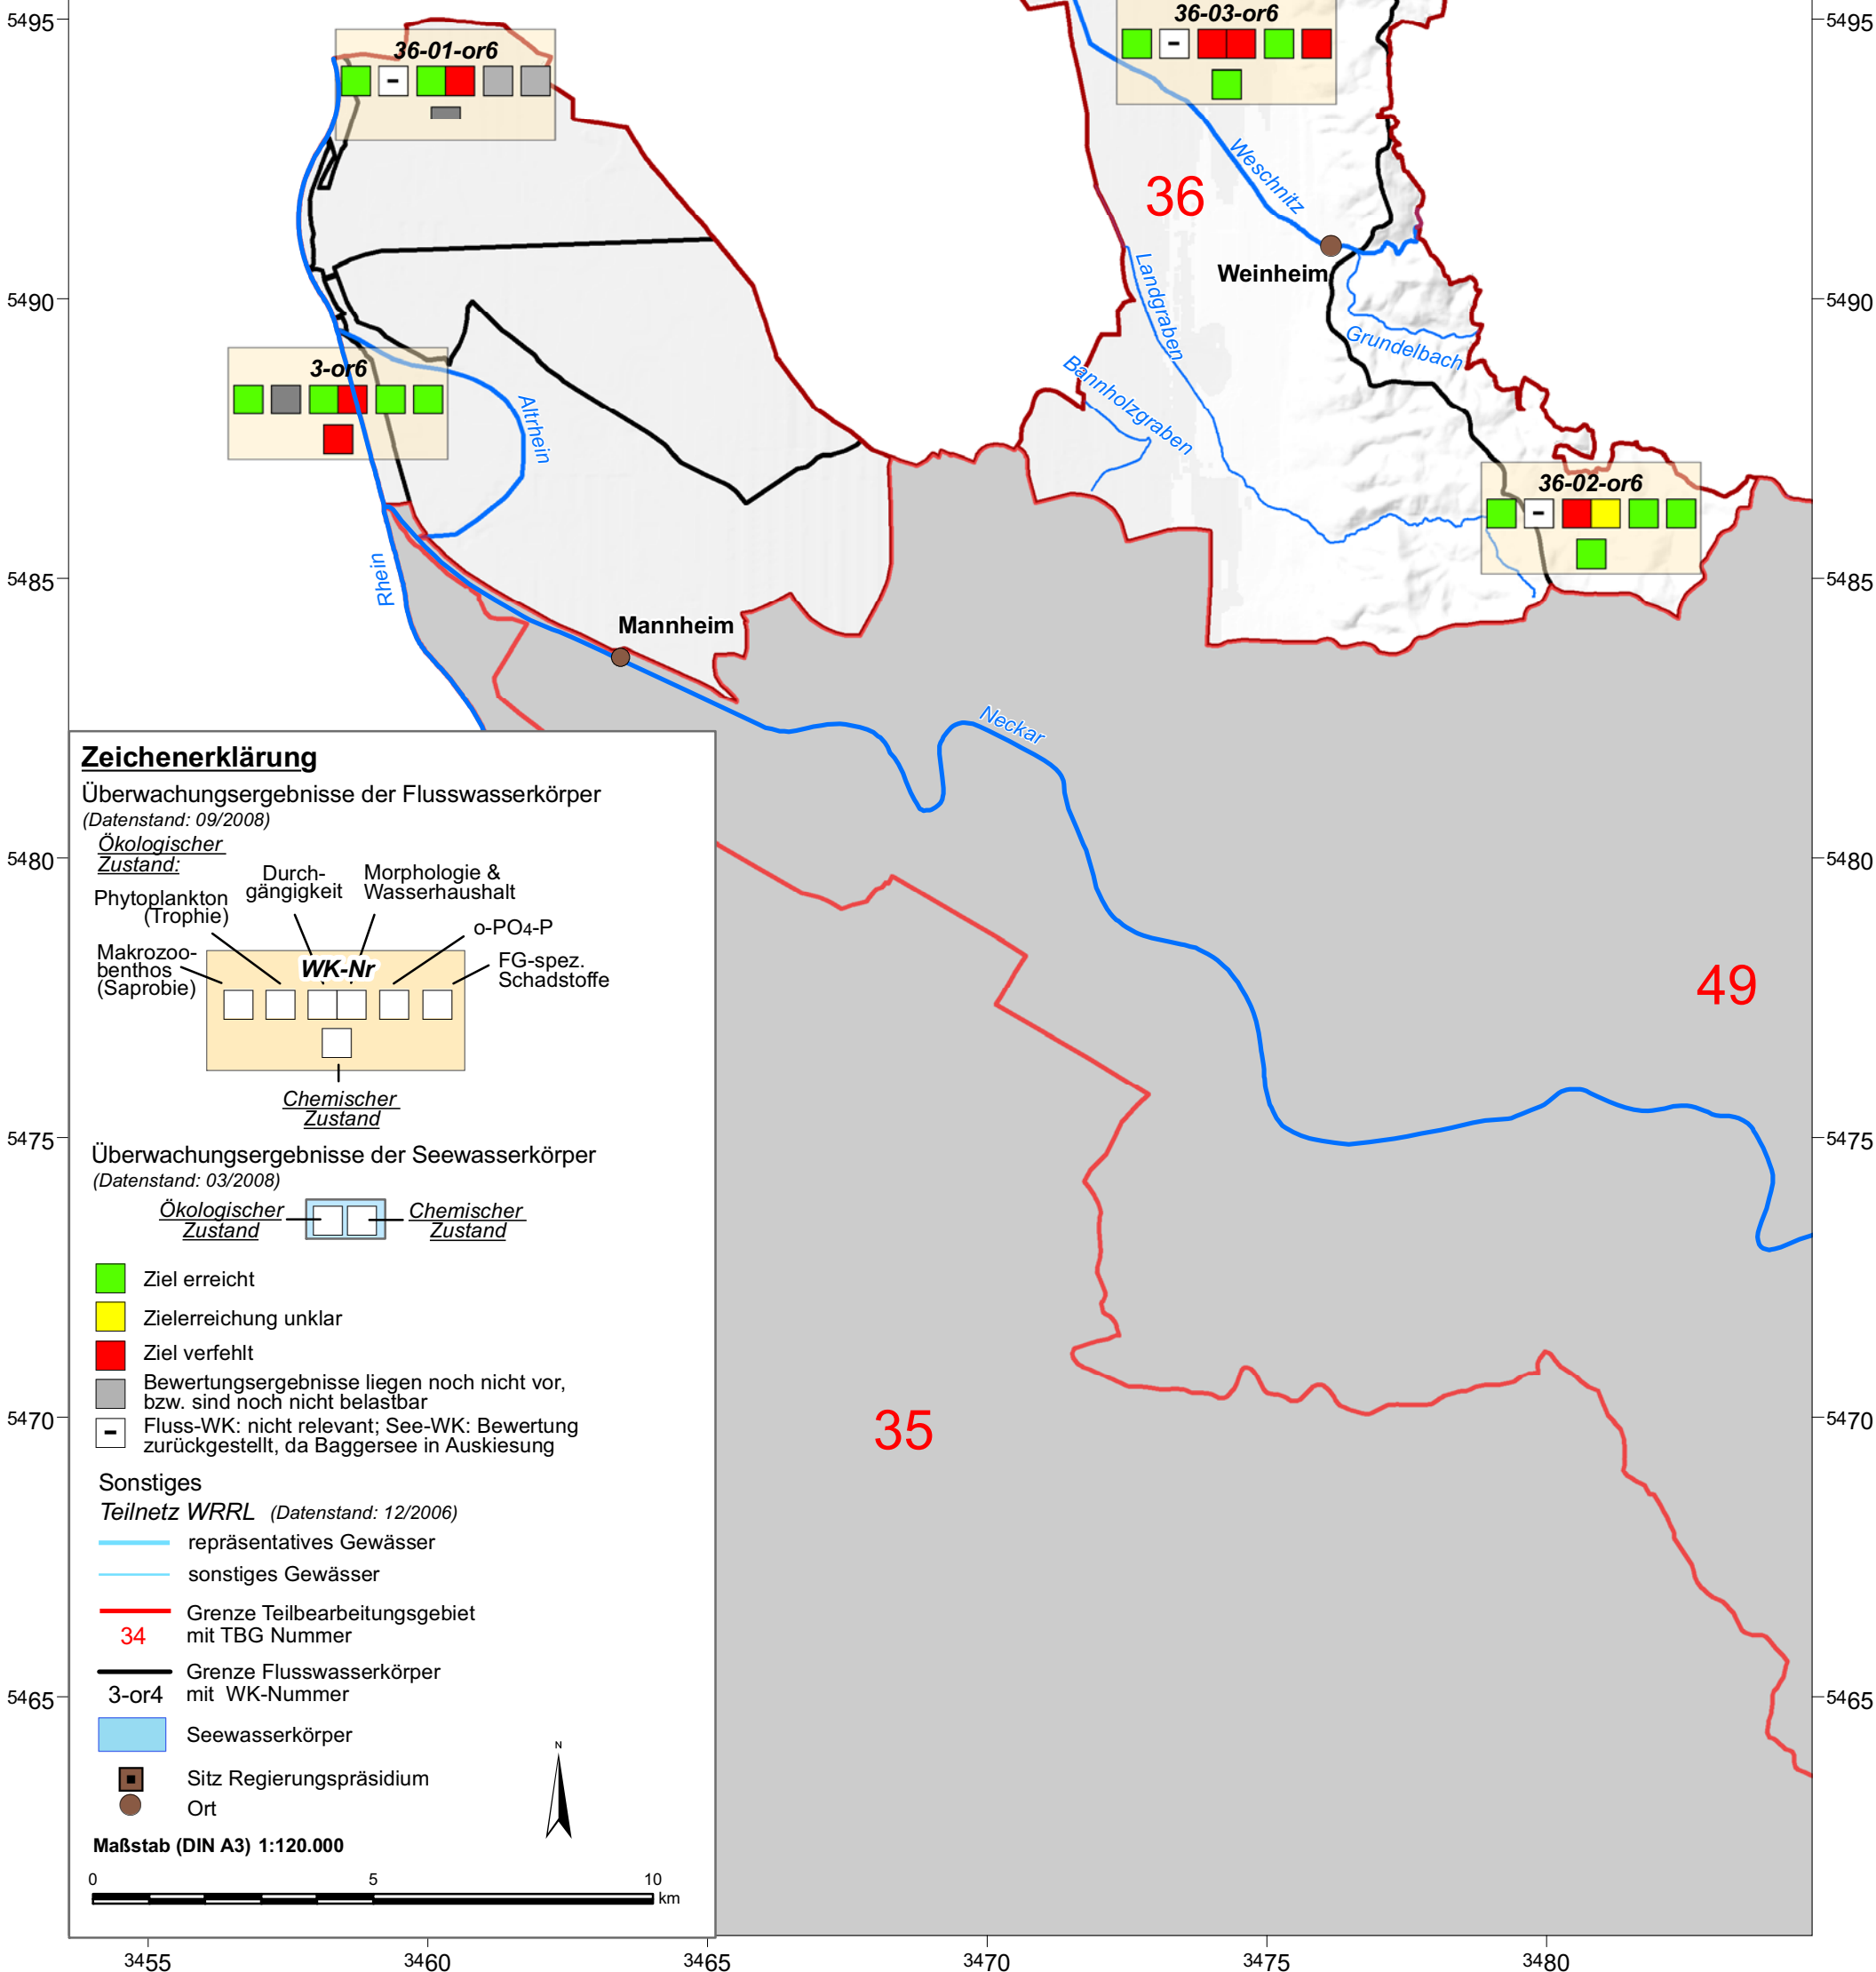 5495
5495
36-01-or6
-
36-03-or6
-
Weschnitz
36
Weinheim
Landgraben
5490
5490
Grundelbach
Bannholzgraben
3-or6
Altrhein
36-02-or6
-
5485
5485
Rhein
Mannheim
Neckar
5480
5480
49
5475
5475
35
5470
5470
5465
5465
Zeichenerklärung
Überwachungsergebnisse der Flusswasserkörper
(Datenstand: 09/2008)
Ökologischer
Zustand:
Durch-
gängigkeit
Morphologie &
Wasserhaushalt
Phytoplankton
(Trophie)
o-PO4-P
Makrozoo-
benthos
(Saprobie)
WK-Nr
FG-spez.
Schadstoffe
Chemischer
Zustand
Überwachungsergebnisse der Seewasserkörper
(Datenstand: 03/2008)
Ökologischer
Zustand
Chemischer
Zustand
Ziel erreicht
Zielerreichung unklar
Ziel verfehlt
Bewertungsergebnisse liegen noch nicht vor,
bzw. sind noch nicht belastbar
- Fluss-WK: nicht relevant; See-WK: Bewertung
zurückgestellt, da Baggersee in Auskiesung
Sonstiges
Teilnetz WRRL (Datenstand: 12/2006)
repräsentatives Gewässer
sonstiges Gewässer
Grenze Teilbearbeitungsgebiet
34 mit TBG Nummer
Grenze Flusswasserkörper
3-or4 mit WK-Nummer
Seewasserkörper
Sitz Regierungspräsidium
Ort
N
Maßstab (DIN A3) 1:120.000
0 5 10
km
3455 3460 3465 3470 3475 3480